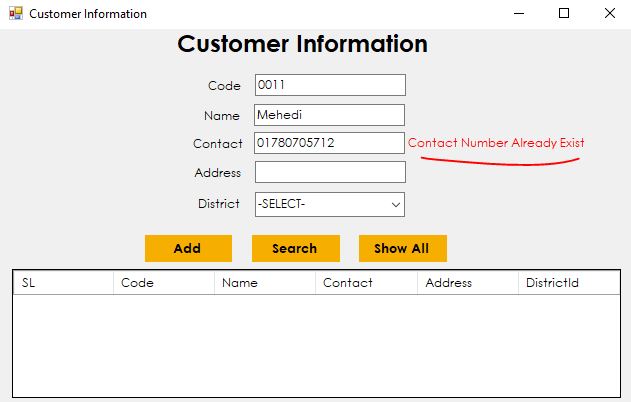 Customer Information
Customer Information
Code 0011
Name Mehedi
Contact 01780705712 Contact Number Already Exist
Address
District -SELECT-
Add Search Show All
SL Code Name Contact Address DistrictId